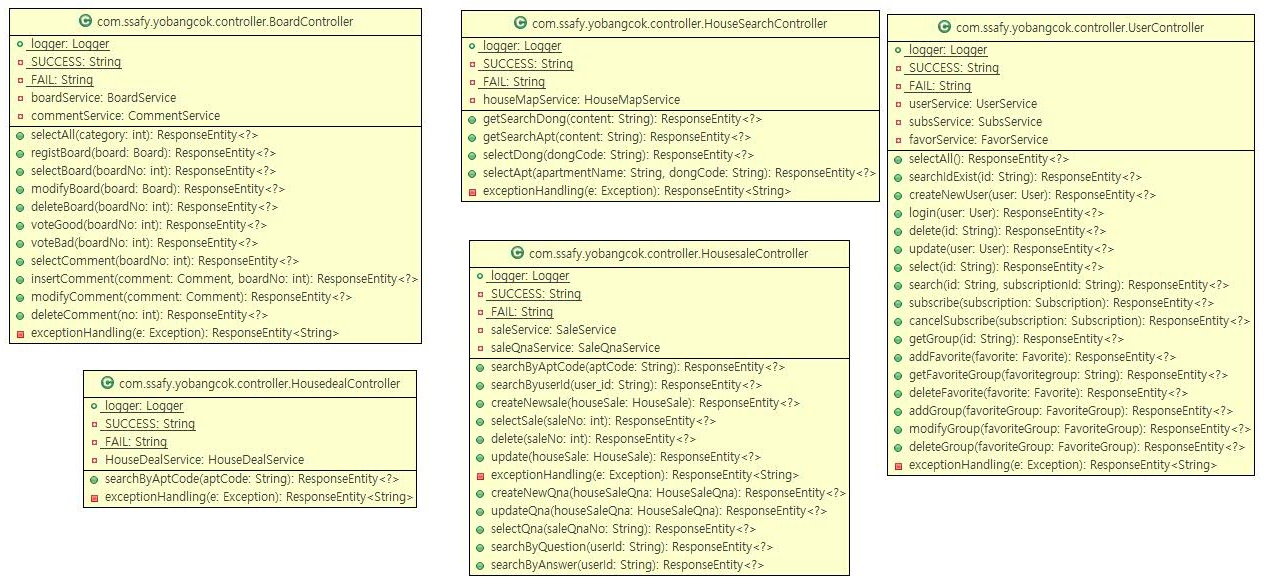 com.ssafy.yobangcok.controller.BoardController
logger: Logger
SUCCESS: String
FAIL: String
boardService: BoardService
commentService: CommentService
selectAll(category: int): ResponseEntity<?>
registBoard(board: Board): ResponseEntity<?>
selectBoard(boardNo: int): ResponseEntity<?>
modifyBoard(board: Board): ResponseEntity<?>
deleteBoard(boardNo: int): ResponseEntity<?>
voteGood(boardNo: int): ResponseEntity<?>
voteBad(boardNo: int): ResponseEntity<?>
selectComment(boardNo: int): ResponseEntity<?>
insertComment(comment: Comment, boardNo: int): ResponseEntity<?>
modifyComment(comment: Comment): ResponseEntity<?>
deleteComment(no: int): ResponseEntity<?>
exceptionHandling(e: Exception): ResponseEntity<String>
com.ssafy.yobangcok.controller.HousedealController
logger: Logger
SUCCESS: String
FAIL: String
HouseDealService: HouseDealService
searchByAptCode(aptCode: String): ResponseEntity<?>
exceptionHandling(e: Exception): ResponseEntity<String>
com.ssafy.yobangcok.controller.HouseSearchController
logger: Logger
SUCCESS: String
FAIL: String
houseMapService: HouseMapService
getSearchDong(content: String): ResponseEntity<?>
getSearchApt(content: String): ResponseEntity<?>
selectDong(dongCode: String): ResponseEntity<?>
selectApt(apartmentName: String, dongCode: String): ResponseEntity<?>
exceptionHandling(e: Exception): ResponseEntity<String>
com.ssafy.yobangcok.controller.HousesaleController
logger: Logger
SUCCESS: String
FAIL: String
saleService: SaleService
saleQnaService: SaleQnaService
searchByAptCode(aptCode: String): ResponseEntity<?>
searchByuserId(user_id: String): ResponseEntity<?>
createNewsale(houseSale: HouseSale): ResponseEntity<?>
selectSale(saleNo: int): ResponseEntity<?>
delete(saleNo: int): ResponseEntity<?>
update(houseSale: HouseSale): ResponseEntity<?>
exceptionHandling(e: Exception): ResponseEntity<String>
createNewQna(houseSaleQna: HouseSaleQna): ResponseEntity<?>
updateQna(houseSaleQna: HouseSaleQna): ResponseEntity<?>
selectQna(saleQnaNo: String): ResponseEntity<?>
searchByQuestion(userId: String): ResponseEntity<?>
searchByAnswer(userId: String): ResponseEntity<?>
com.ssafy.yobangcok.controller.UserController
logger: Logger
SUCCESS: String
FAIL: String
userService: UserService
subsService: SubsService
favorService: FavorService
selectAll(): ResponseEntity<?>
searchIdExist(id: String): ResponseEntity<?>
createNewUser(user: User): ResponseEntity<?>
login(user: User): ResponseEntity<?>
delete(id: String): ResponseEntity<?>
update(user: User): ResponseEntity<?>
select(id: String): ResponseEntity<?>
search(id: String, subscriptionId: String): ResponseEntity<?>
subscribe(subscription: Subscription): ResponseEntity<?>
cancelSubscribe(subscription: Subscription): ResponseEntity<?>
getGroup(id: String): ResponseEntity<?>
addFavorite(favorite: Favorite): ResponseEntity<?>
getFavoriteGroup(favoritegroup: String): ResponseEntity<?>
deleteFavorite(favorite: Favorite): ResponseEntity<?>
addGroup(favoriteGroup: FavoriteGroup): ResponseEntity<?>
modifyGroup(favoriteGroup: FavoriteGroup): ResponseEntity<?>
deleteGroup(favoriteGroup: FavoriteGroup): ResponseEntity<?>
exceptionHandling(e: Exception): ResponseEntity<String>